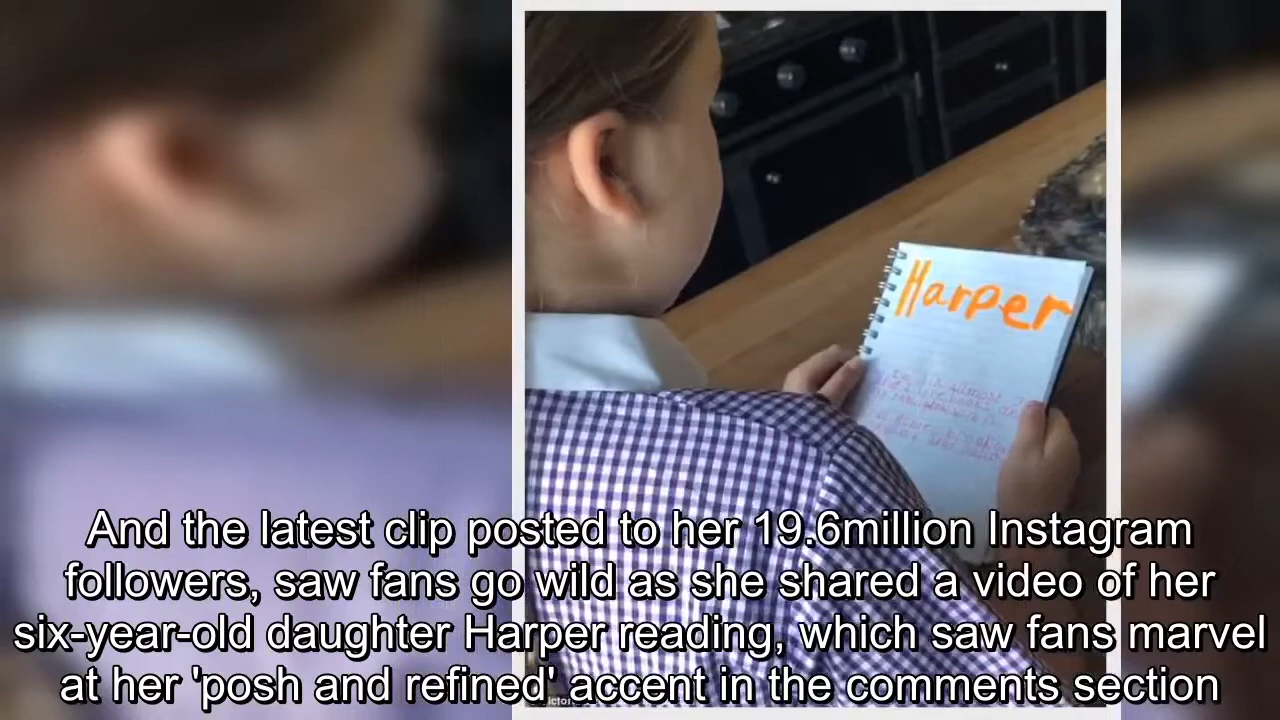 Harper
And the latest clip posted to her 19.6million Instagram
followers, saw fans go wild as she shared a video of her
six-year-old daughter Harper reading, which saw fans marvel
at her 'posh and refined' accent in the comments section